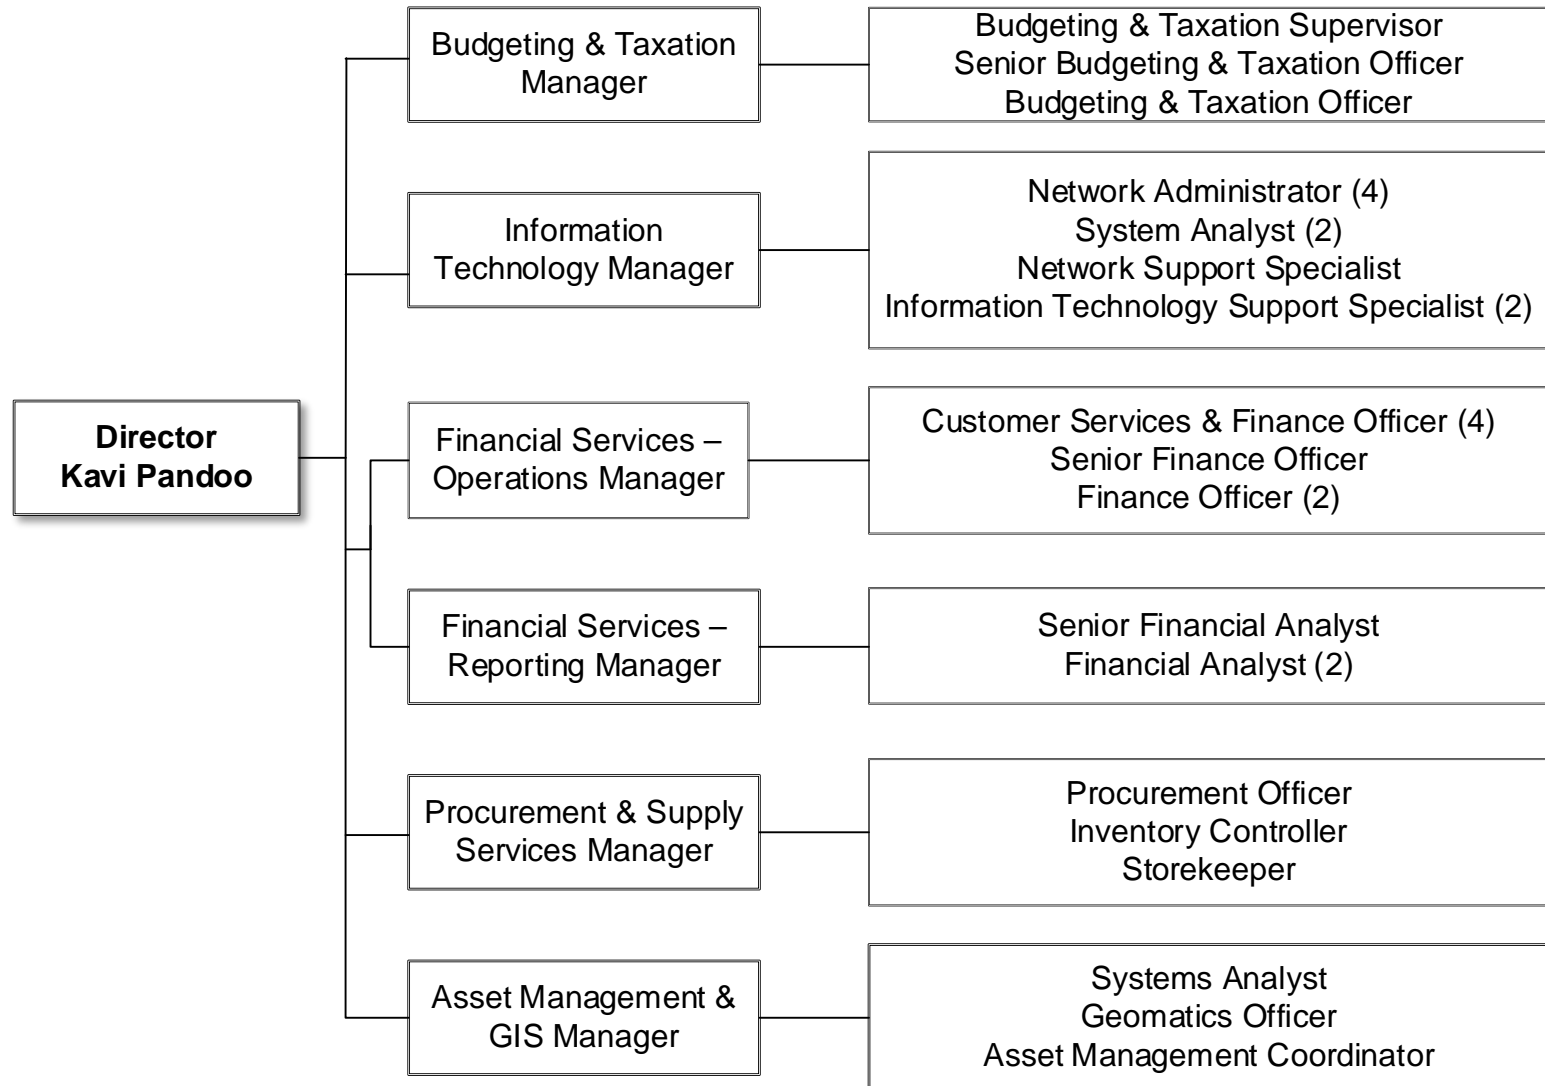 Budgeting & Taxation
Manager
Budgeting & Taxation Supervisor
Senior Budgeting & Taxation Officer
Budgeting & Taxation Officer
Information
Technology Manager
Network Administrator (4)
System Analyst (2)
Network Support Specialist
Information Technology Support Specialist (2)
Director
Kavi Pandoo
Financial Services –
Operations Manager
Customer Services & Finance Officer (4)
Senior Finance Officer
Finance Officer (2)
Financial Services –
Reporting Manager
Senior Financial Analyst
Financial Analyst (2)
Procurement & Supply
Services Manager
Procurement Officer
Inventory Controller
Storekeeper
Asset Management &
GIS Manager
Systems Analyst
Geomatics Officer
Asset Management Coordinator